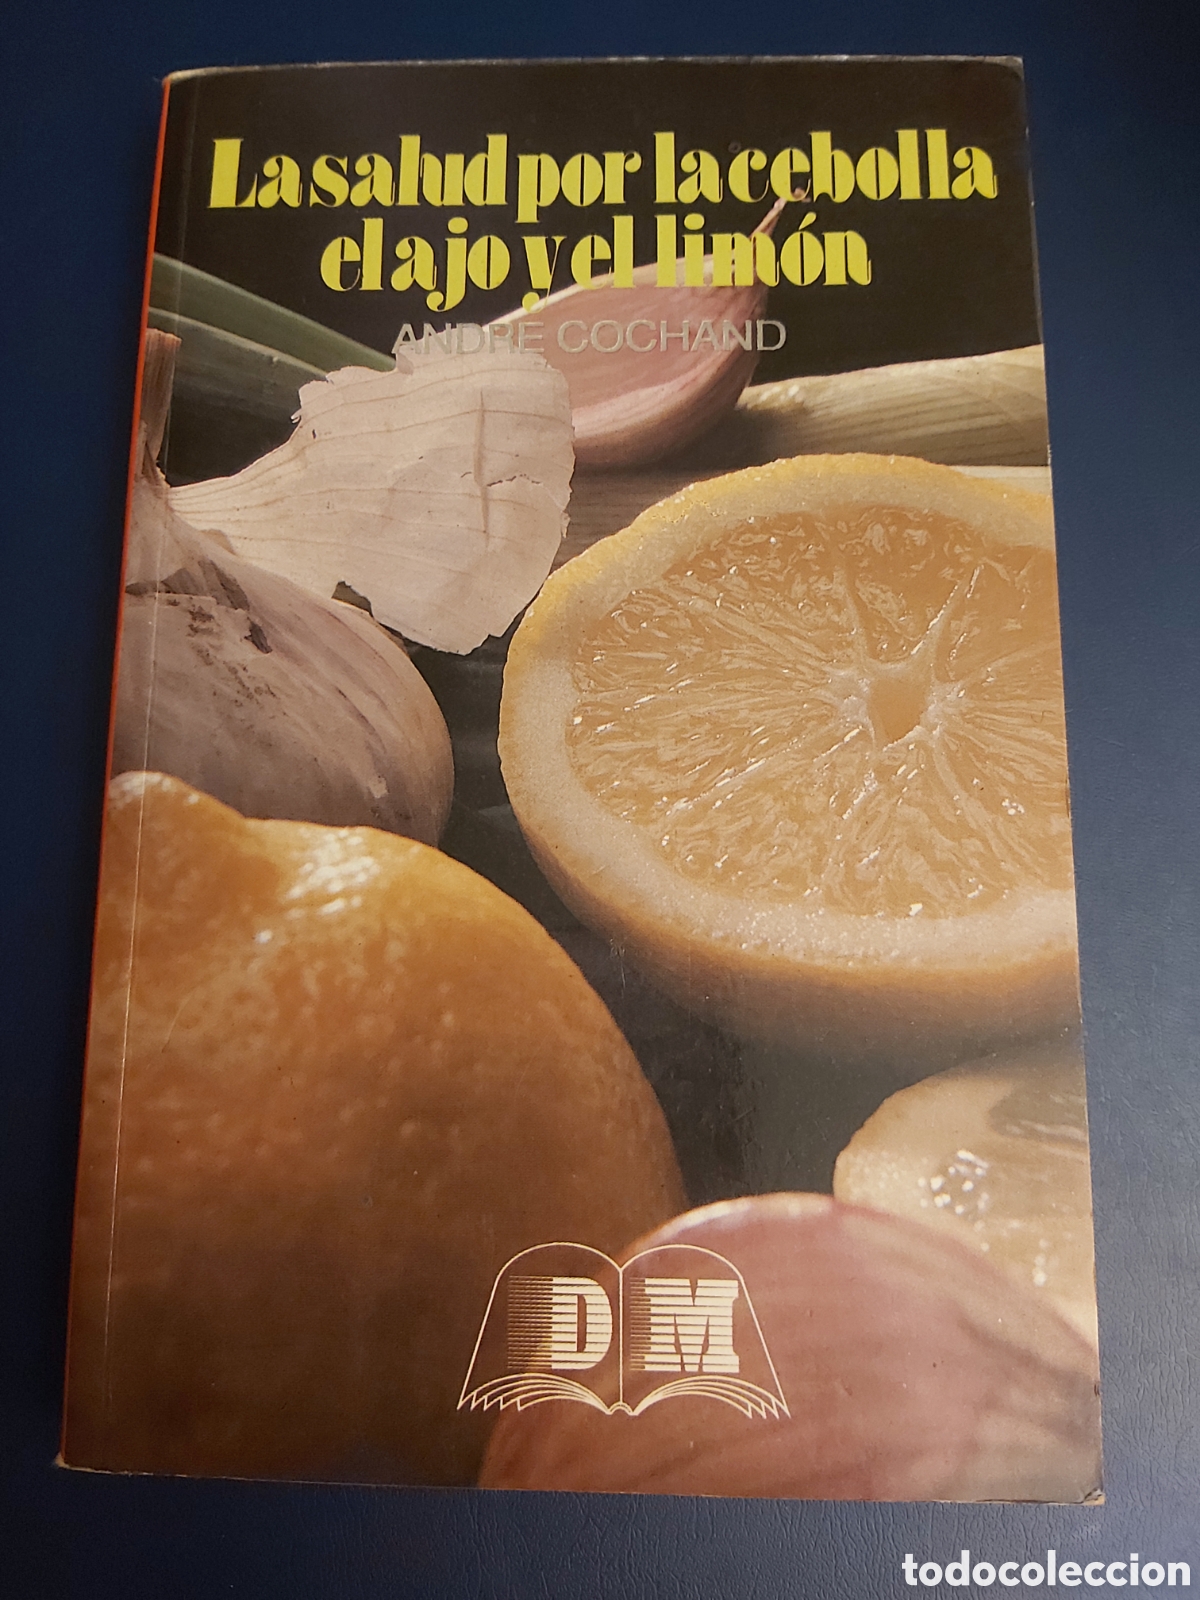 La salud por la cebolla
el ajo y el limón
ANDRE COCHAND
DM
todocoleccion